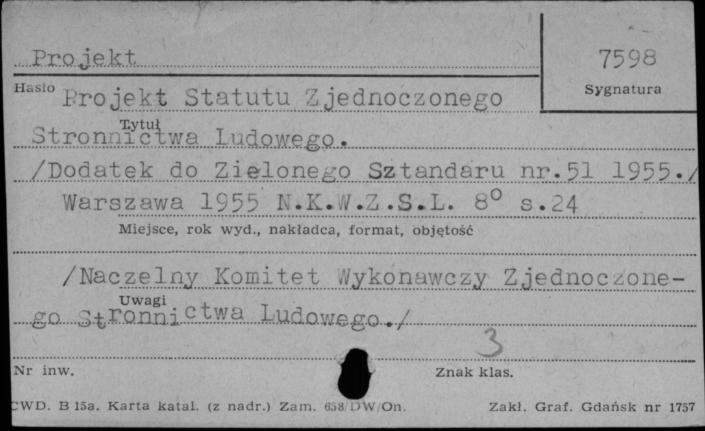 Projekt
7598
Hasło
Sygnatura
Projekt Statutu Zjednoczonego
Tytuł
Stronnictwa Ludowego.
/Dodatek do Zielonego Sztandaru nr.51 1955./
Warszawa 1955 N.K.W.Z.S.L. 8° s.24
Miejsce, rok wyd., nakładca, format, objętość
/Naczelny Komitet Wykonawczy Zjednoczone-
Uwagi
go Stronnictwa Ludowego./
3
Nr inw.
Znak klas.
CWD. B 15a. Karta katal. (z nadr.) Zam. 658/DW/On.
Zakł. Graf. Gdańsk nr 1757